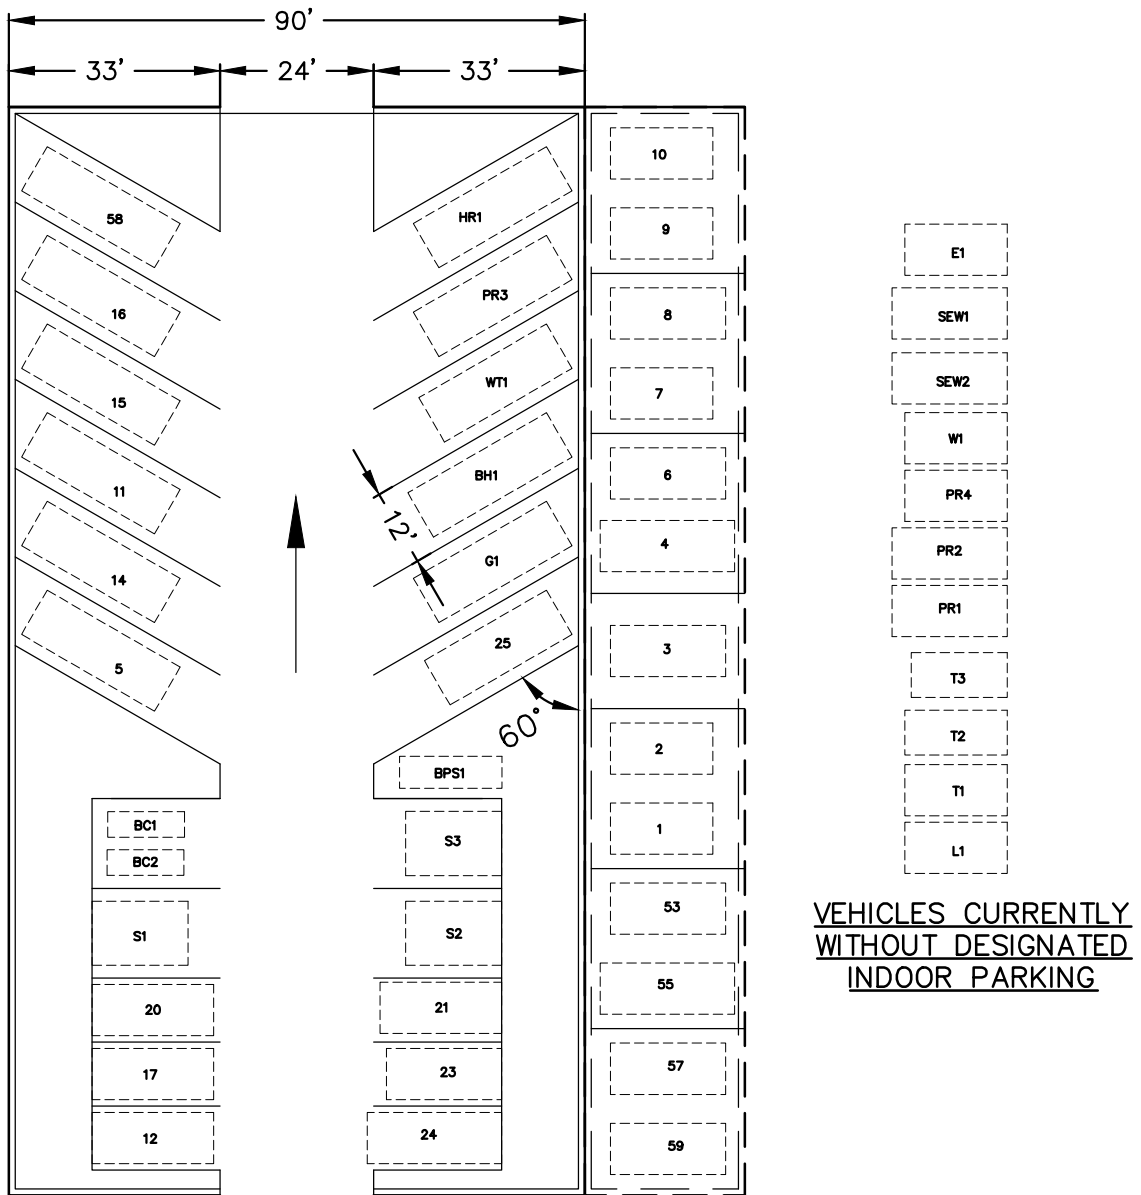 90'
33'
24'
33'
10
58
HR1
9
E1
16
PR3
8
SEW1
15
WT1
7
SEW2
11
BH1
6
W1
12'
4
PR4
14
G1
PR2
5
25
3
PR1
60°
T3
BPS1
2
T2
BC1
S3
1
T1
BC2
L1
S1
S2
53
VEHICLES CURRENTLY
WITHOUT DESIGNATED
INDOOR PARKING
20
21
55
17
23
57
12
24
59